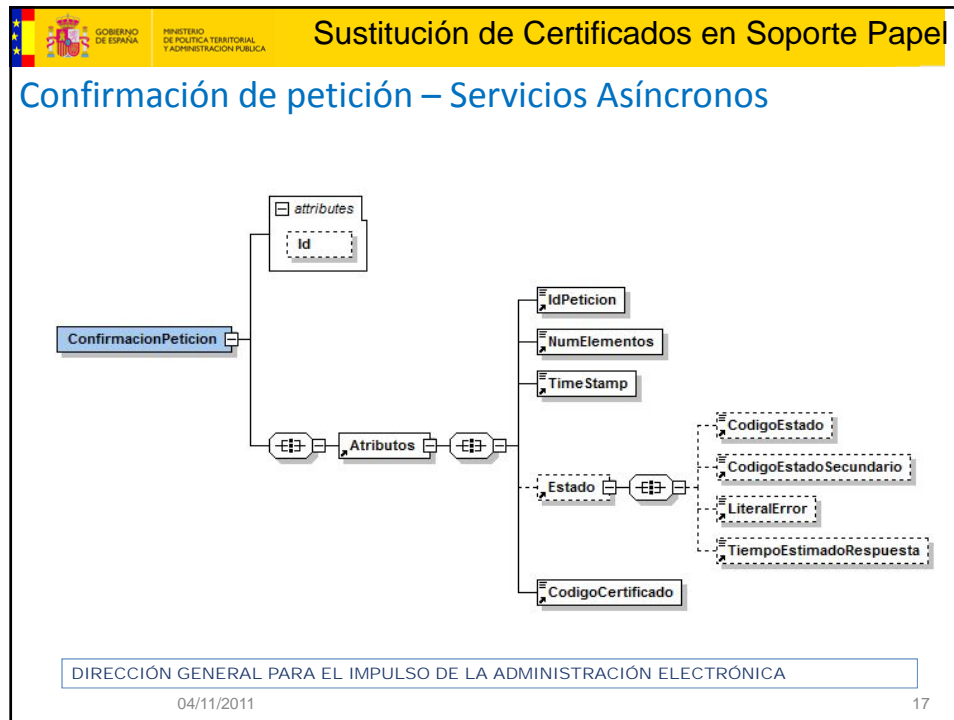 GOBIERNO
DE ESPAÑA
MINISTERIO
DE POLÍTICA TERRITORIAL
Y ADMINISTRACIÓN PÚBLICA
Sustitución de Certificados en Soporte Papel
Confirmación de petición – Servicios Asíncronos
attributes
Id
ConfirmacionPeticion
Atributos
IdPeticion
NumElementos
TimeStamp
Estado
CodigoEstado
CodigoEstadoSecundario
LiteralError
TiempoEstimadoRespuesta
CodigoCertificado
DIRECCIÓN GENERAL PARA EL IMPULSO DE LA ADMINISTRACIÓN ELECTRÓNICA
04/11/2011
17